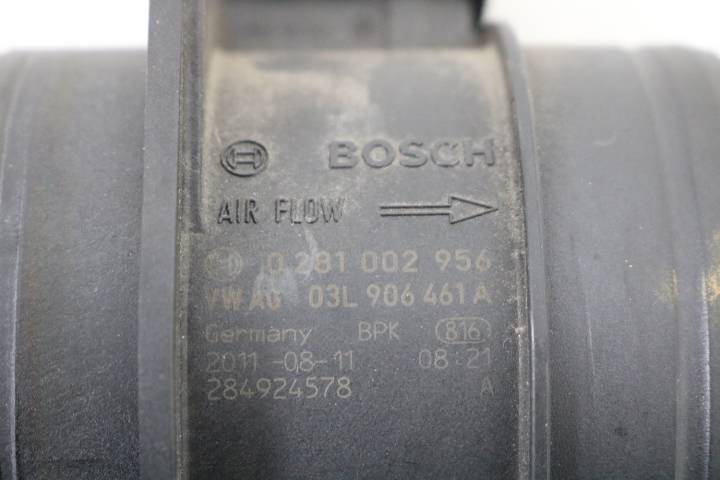 BOSCH
AIR FLOW
0 281 002 956
VW AG 03L 906 461 A
Germany BPK 816
2011-08-11 08:21
284924578 A